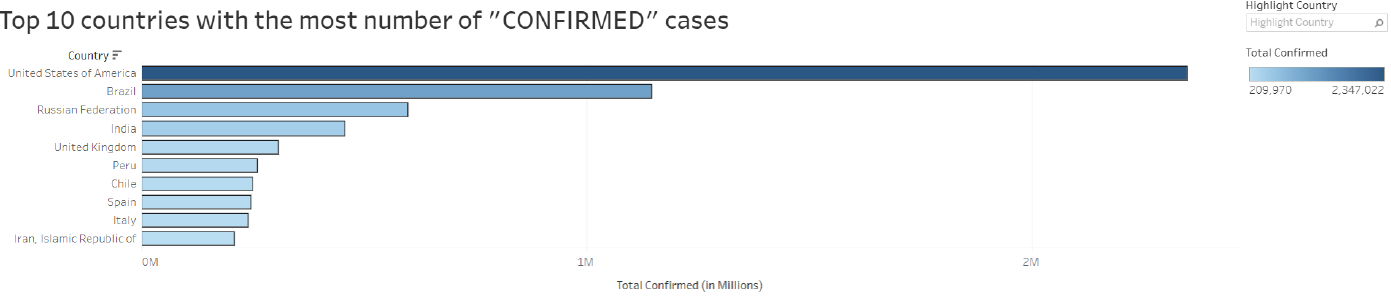 Top 10 countries with the most number of "CONFIRMED" cases
Highlight Country
Highlight Country
Total Confirmed
209,970 2,347,022
Country
United States of America
Brazil
Russian Federation
India
United Kingdom
Peru
Chile
Spain
Italy
Iran, Islamic Republic of
0M 1M 2M
Total Confirmed (in Millions)